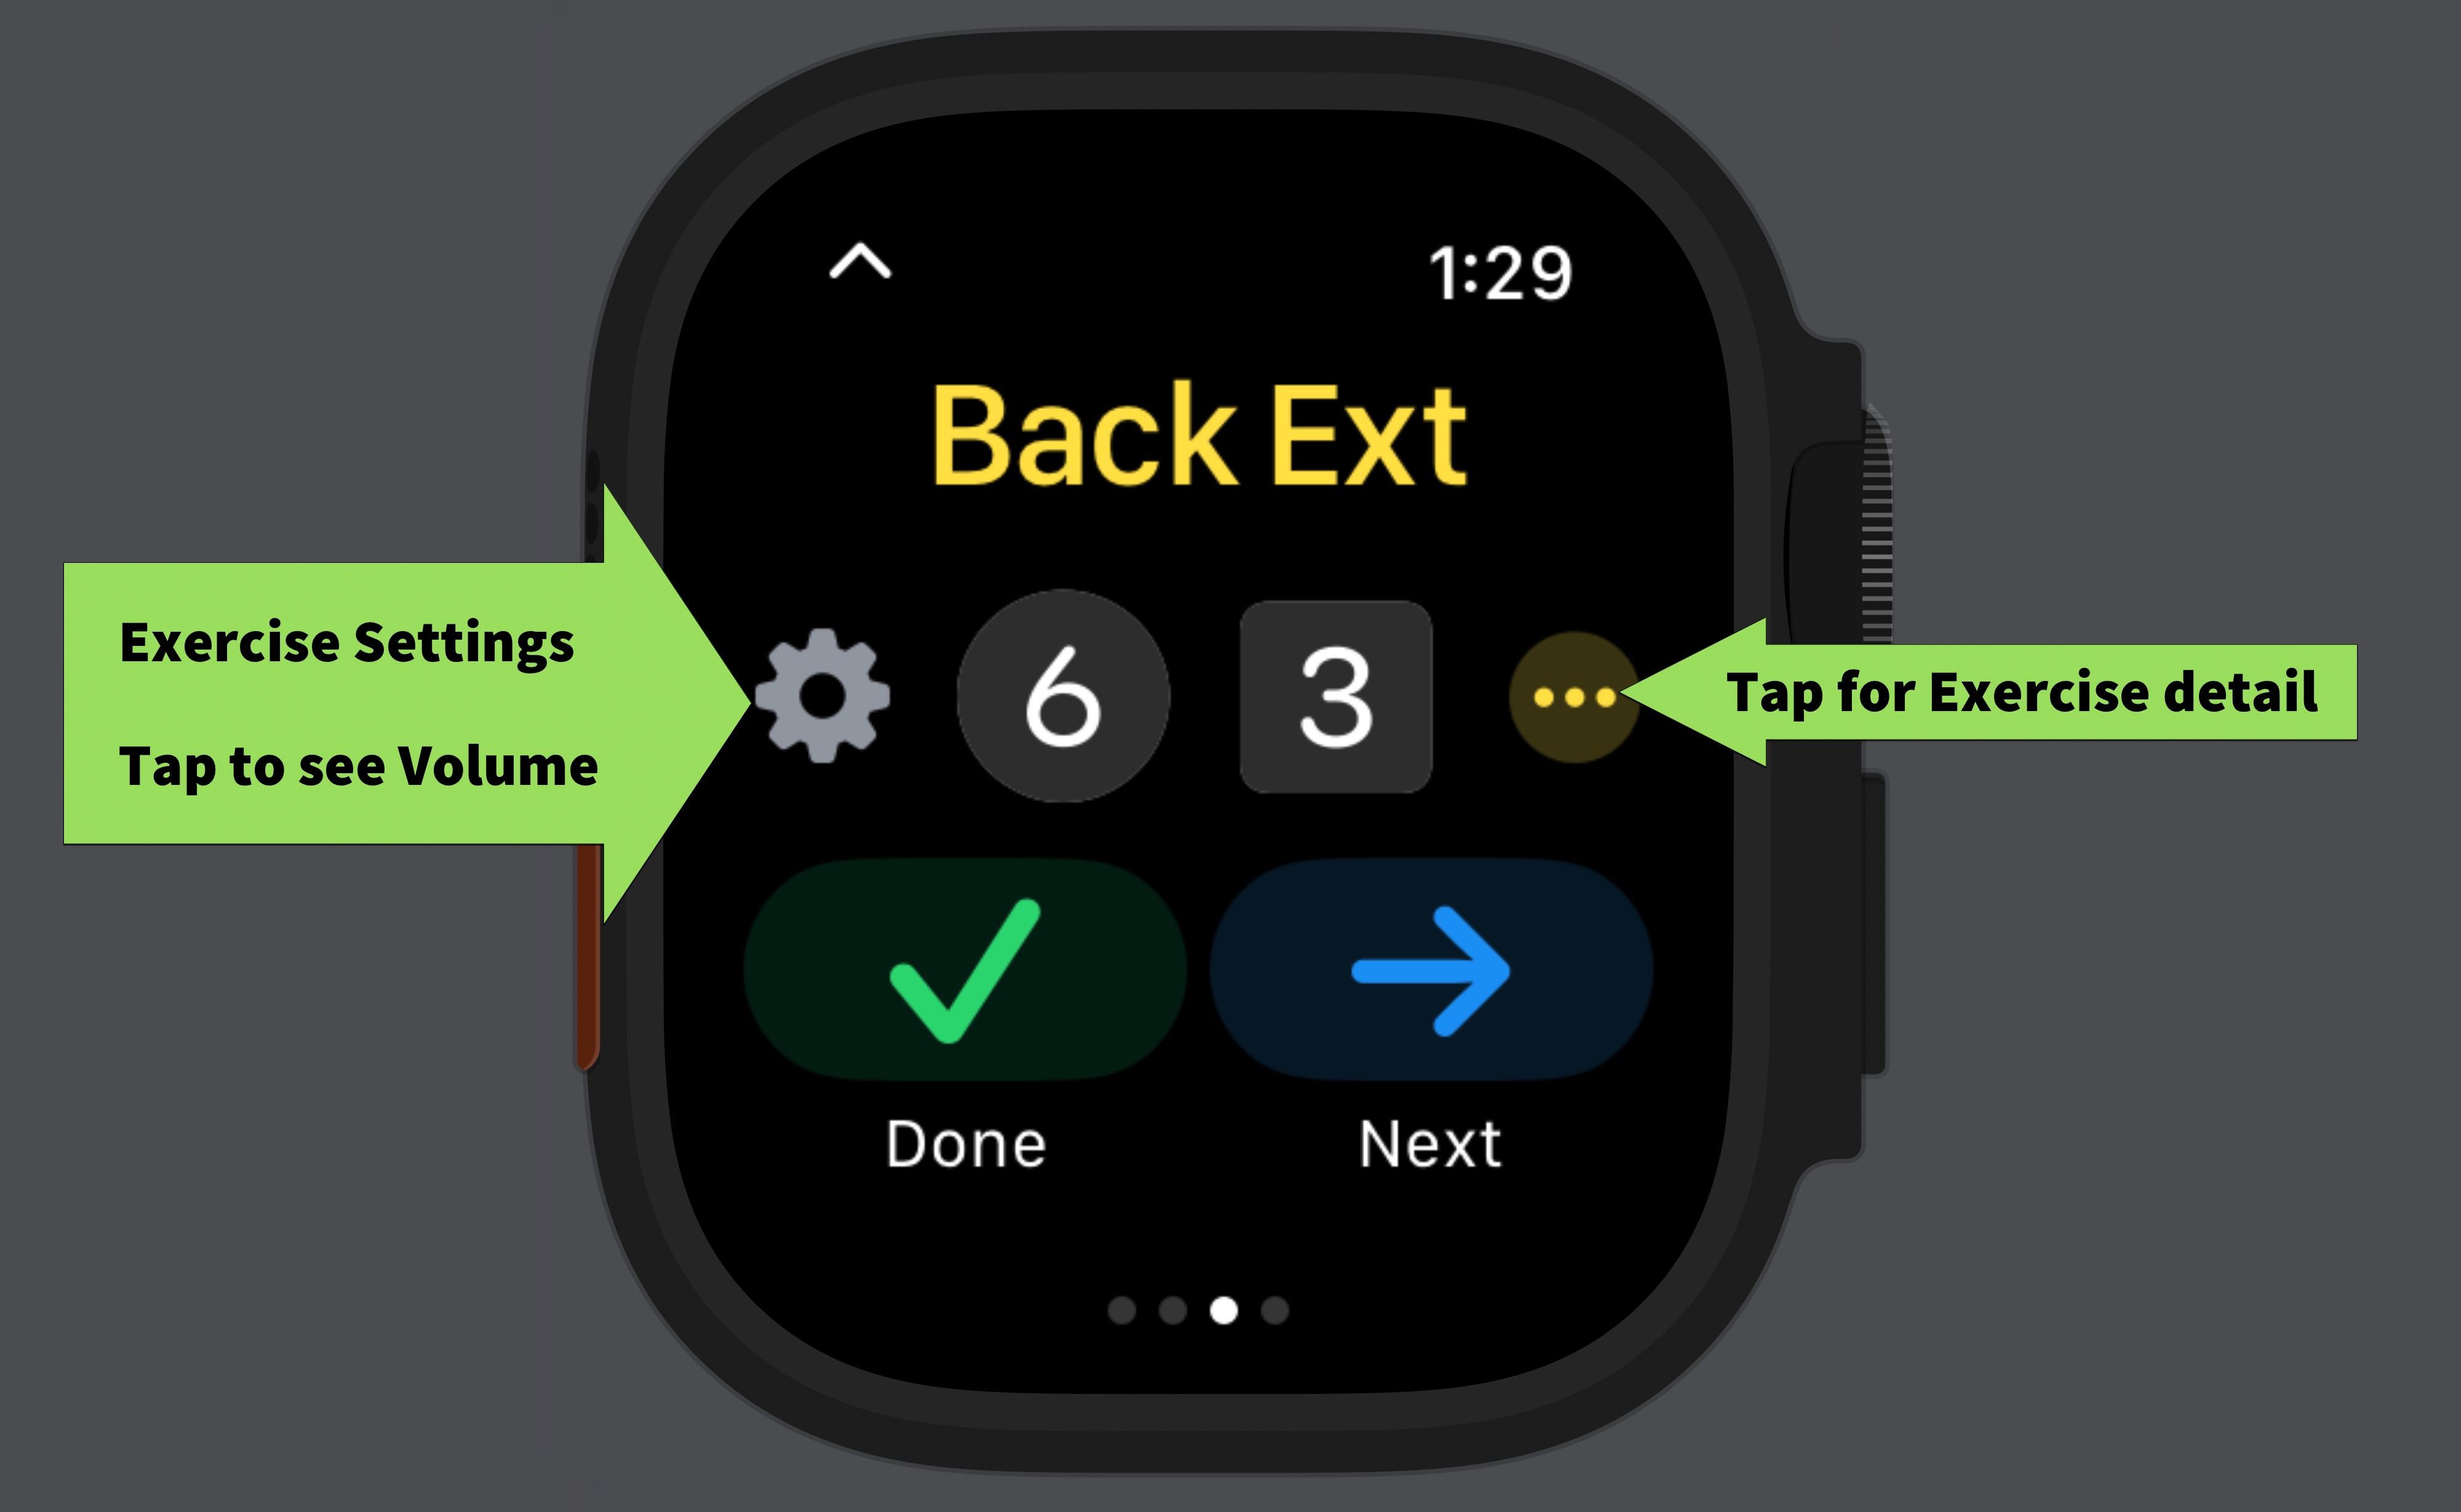 1:29
Back Ext
Exercise Settings
Tap to see Volume
6
3
Tap for Exercise detail
Done
Next